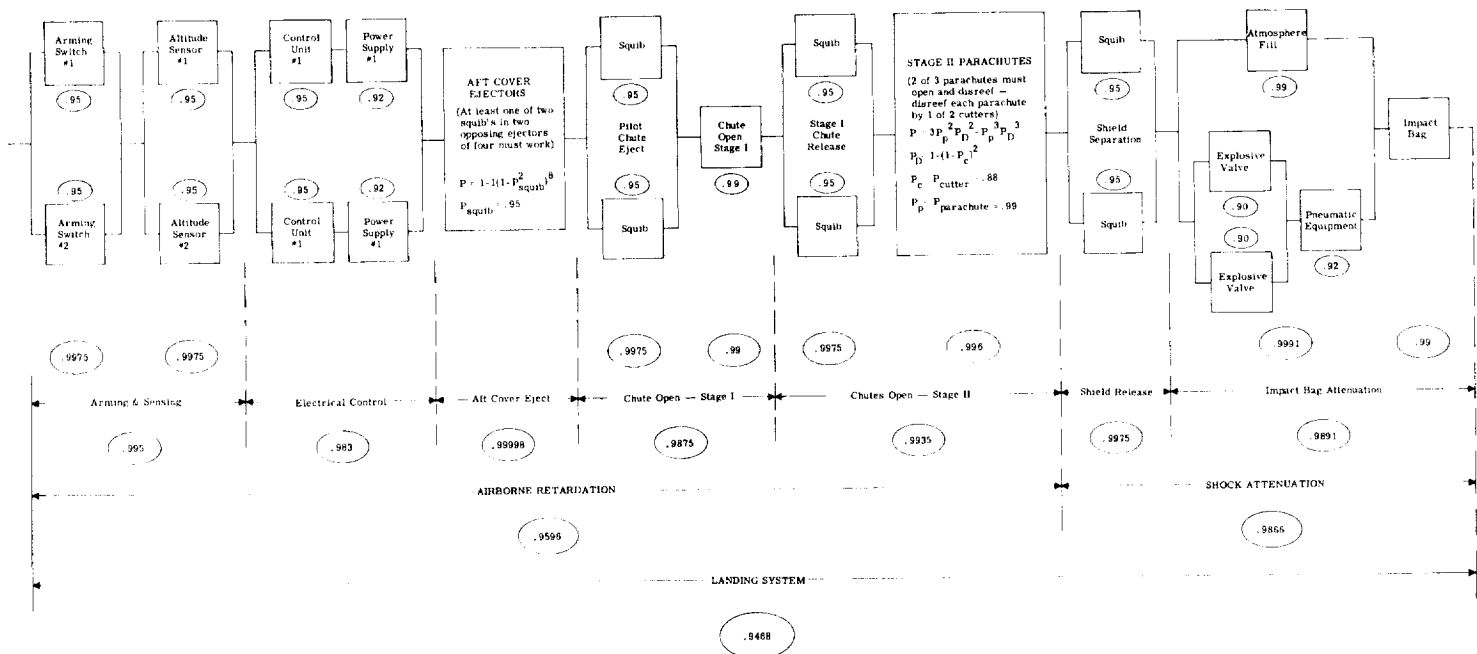 Arming
Switch
#1
.95
.95
Arming
Switch
#2
Altitude
Sensor
#1
.95
.95
Altitude
Sensor
#2
Control
Unit
#1
.95
.95
Control
Unit
#1
Power
Supply
#1
.92
.92
Power
Supply
#1
AFT COVER
EJECTORS
(At least one of two
squib's in two
opposing ejectors
of four must work)
P = 1-1(1-P²squib)⁸
Psquib = .95
Squib
.95
Pilot
Chute
Eject
.95
Squib
Chute
Open
Stage I
.99
Squib
.95
Stage I
Chute
Release
.95
Squib
STAGE II PARACHUTES
(2 of 3 parachutes must
open and disreef —
disreef each parachute
by 1 of 2 cutters)
P = 3Pp²PD² - Pp³PD³
PD = 1-(1-Pc)²
Pc = Pcutter = .88
Pp = Pparachute = .99
Squib
.95
Shield
Separation
.95
Squib
Atmosphere
Fill
.99
Explosive
Valve
.90
.90
Explosive
Valve
Pneumatic
Equipment
.92
Impact
Bag
.9975 .9975 .9975 .99 .9975 .996 .9991 .99
Arming & Sensing Electrical Control Aft Cover Eject Chute Open — Stage I Chutes Open — Stage II Shield Release Impact Bag Attenuation
.995 .983 .99998 .9875 .9935 .9975 .9891
AIRBORNE RETARDATION SHOCK ATTENUATION
.9596 .9866
LANDING SYSTEM
.9468